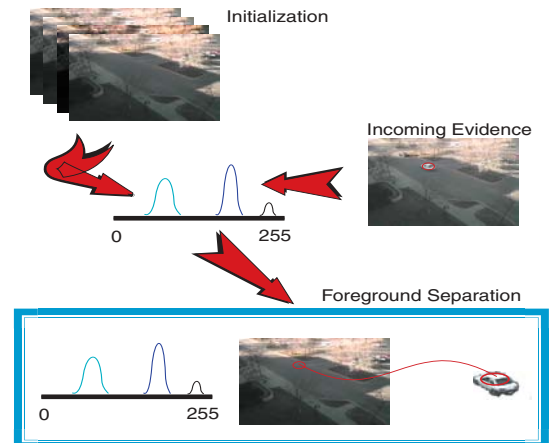 Initialization
Incoming Evidence
0 255
Foreground Separation
0 255